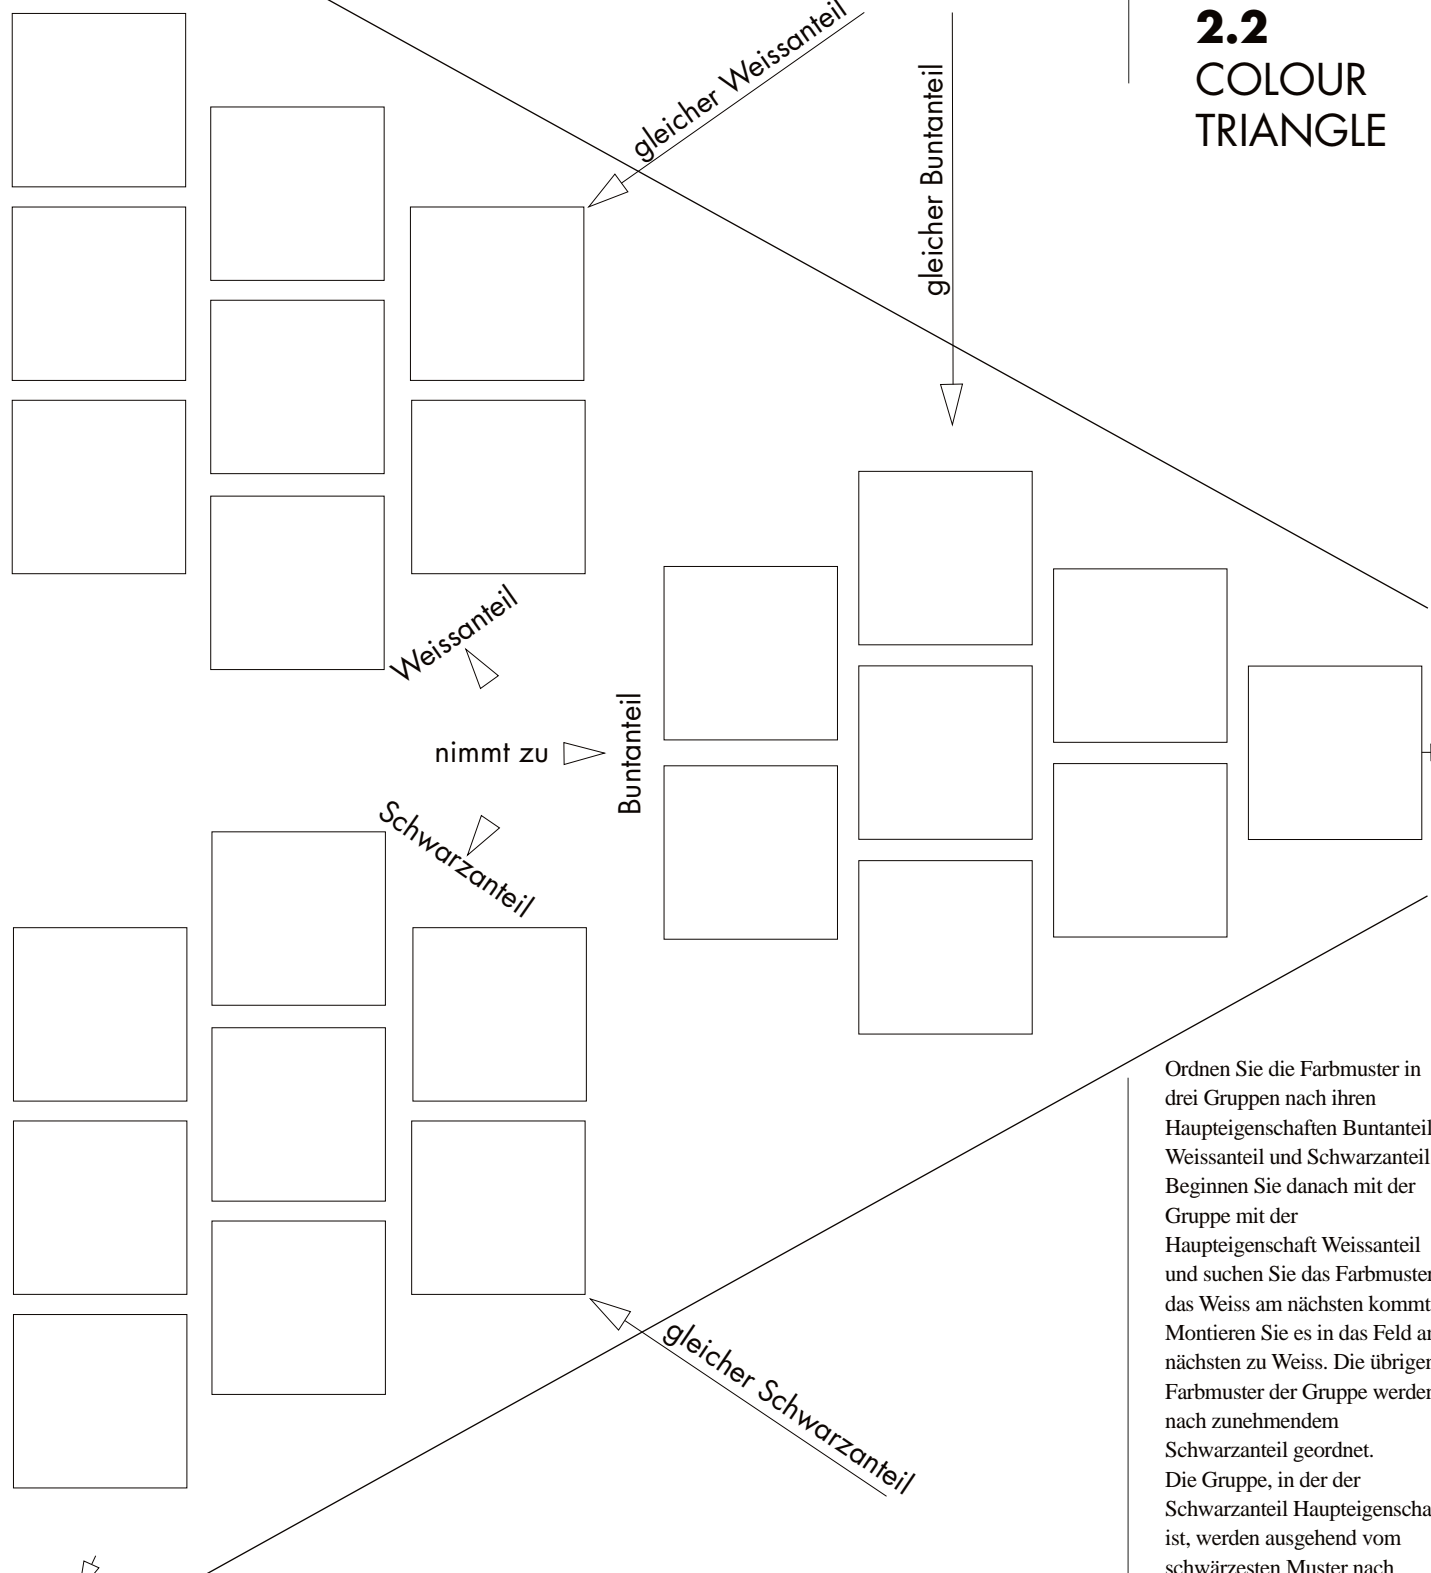 2.2
COLOUR
TRIANGLE
gleicher Weissanteil
gleicher Buntanteil
Weissanteil
nimmt zu
Buntanteil
Schwarzanteil
gleicher Schwarzanteil
Ordnen Sie die Farbmuster in
drei Gruppen nach ihren
Haupteigenschaften Buntanteil
Weissanteil und Schwarzanteil
Beginnen Sie danach mit der
Gruppe mit der
Haupteigenschaft Weissanteil
und suchen Sie das Farbmuster
das Weiss am nächsten kommt
Montieren Sie es in das Feld
nächsten zu Weiss. Die übrigen
Farbmuster der Gruppe werden
nach zunehmendem
Schwarzanteil geordnet.
Die Gruppe, in der der
Schwarzanteil
ist, werden ausgehend vom
schwärzesten Muster nach